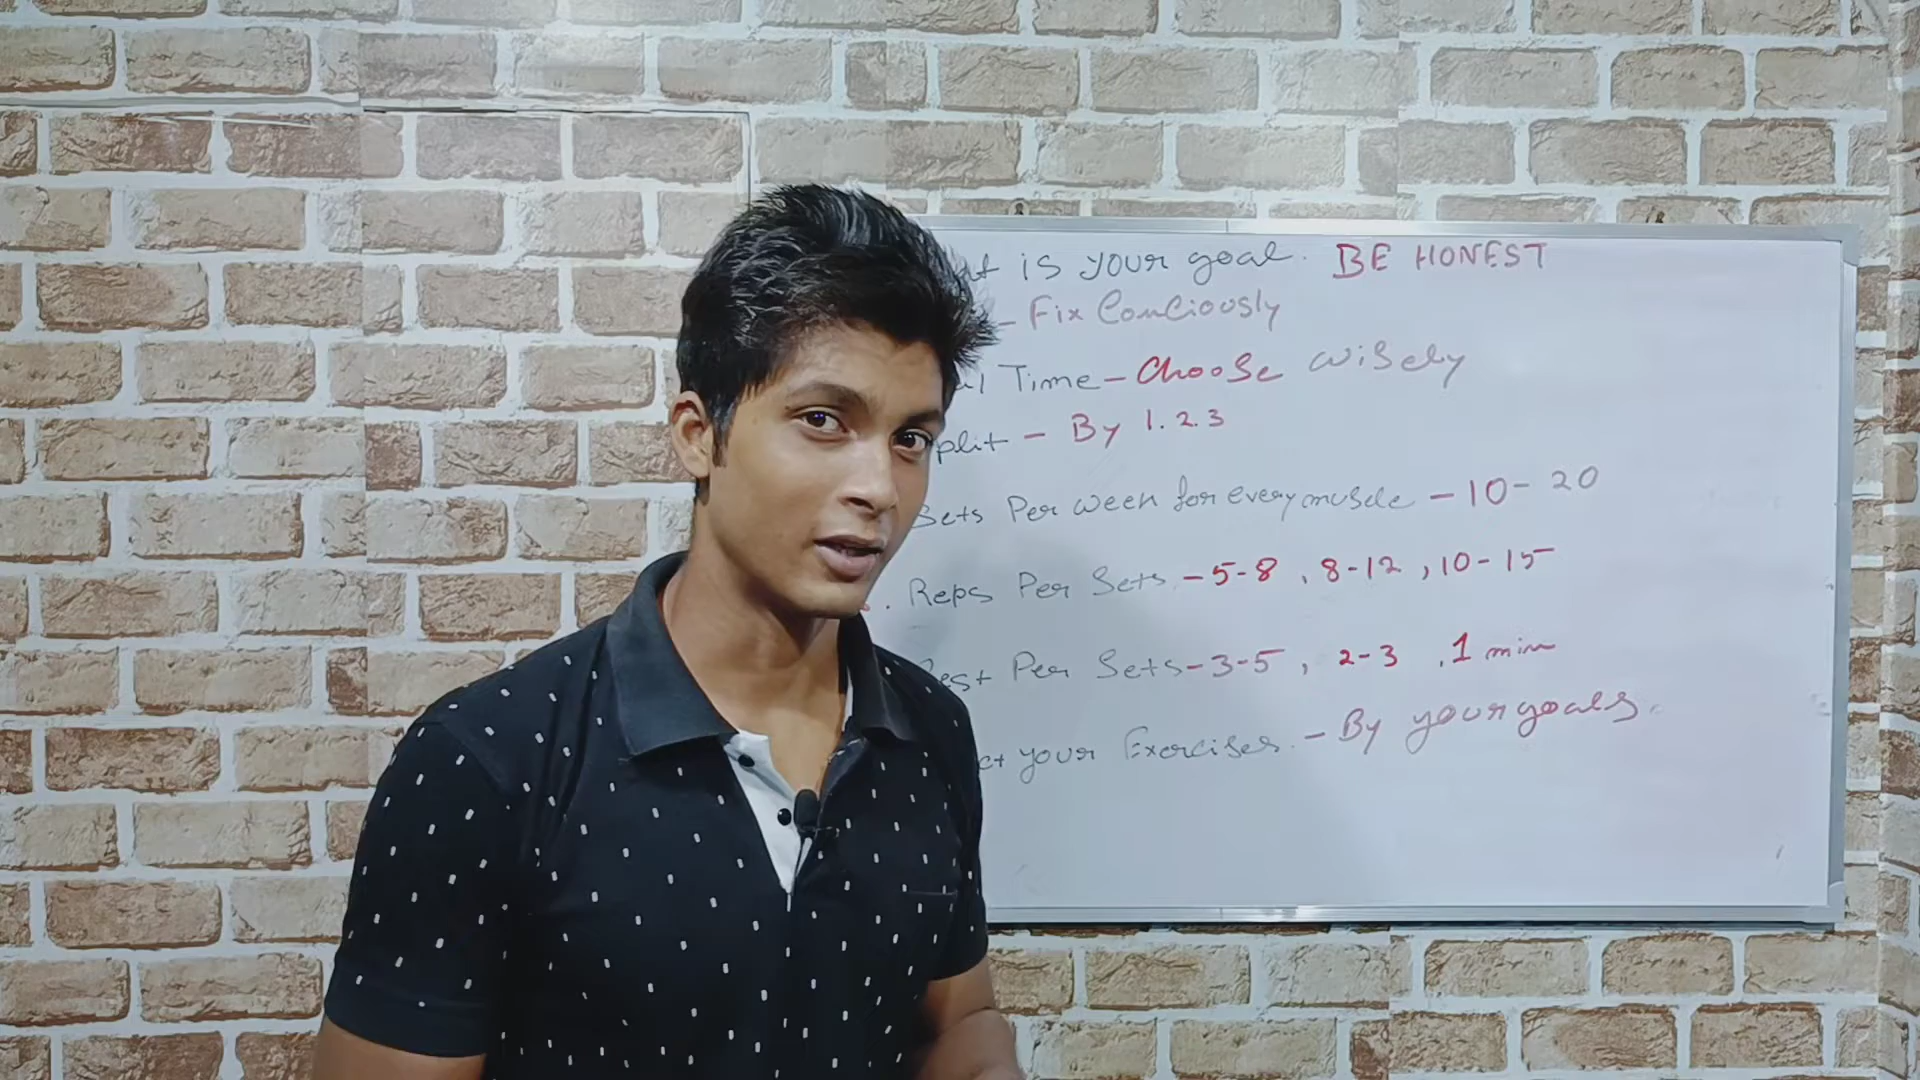 is your goal. BE HONEST
- Fix Conciously
Time - Choose wisely
plit - By 1.2.3
Sets Per week for every muscle - 10 - 20
. Reps Per Sets - 5-8 , 8-12 , 10-15
Per Sets - 3-5 , 2-3 , 1 min
your Exercises. - By your goals.